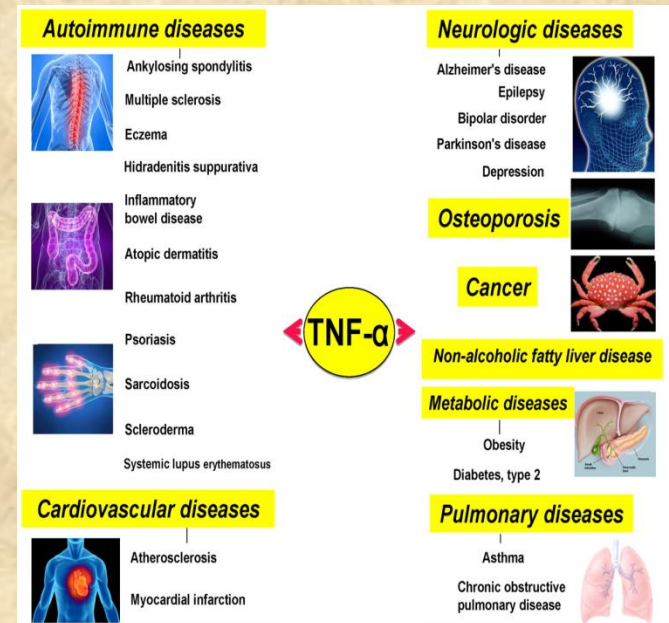 Autoimmune diseases
Ankylosing spondylitis
Multiple sclerosis
Eczema
Hidradenitis suppurativa
Inflammatory
bowel disease
Atopic dermatitis
Rheumatoid arthritis
Psoriasis
Sarcoidosis
Scleroderma
Systemic lupus erythematosus
Cardiovascular diseases
Atherosclerosis
Myocardial infarction
TNF-α
Neurologic diseases
Alzheimer's disease
Epilepsy
Bipolar disorder
Parkinson's disease
Depression
Osteoporosis
Cancer
Non-alcoholic fatty liver disease
Metabolic diseases
Obesity
Diabetes, type 2
Pulmonary diseases
Asthma
Chronic obstructive
pulmonary disease